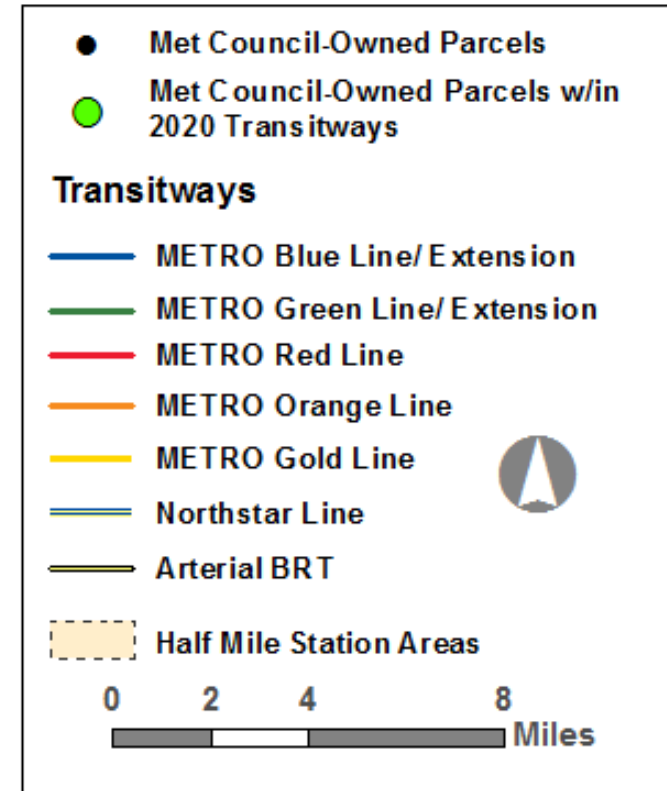 Met Council-Owned Parcels
Met Council-Owned Parcels w/in
2020 Transitways
Transitways
METRO Blue Line/ Extension
METRO Green Line/ Extension
METRO Red Line
METRO Orange Line
METRO Gold Line
Northstar Line
Arterial BRT
Half Mile Station Areas
0 2 4 8
Miles